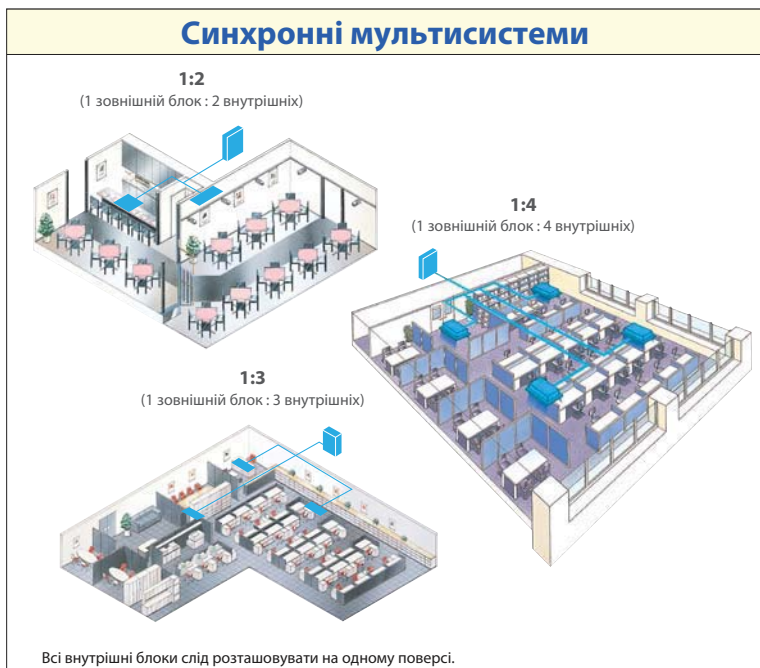 Синхронні мультисистеми
1:2
(1 зовнішній блок : 2 внутрішніх)
1:4
(1 зовнішній блок : 4 внутрішніх)
1:3
(1 зовнішній блок : 3 внутрішніх)
Всі внутрішні блоки слід розташовувати на одному поверсі.